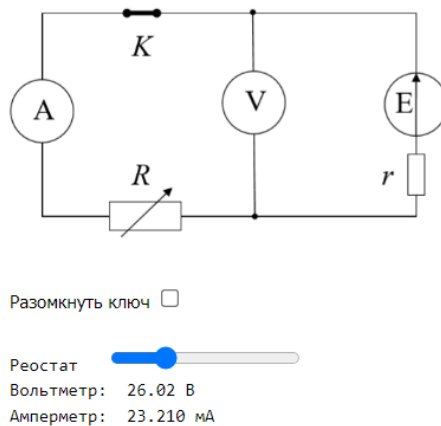 K
A
V
E
R
r
Разомкнуть ключ
Реостат
Вольтметр: 26.02 В
Амперметр: 23.210 мА